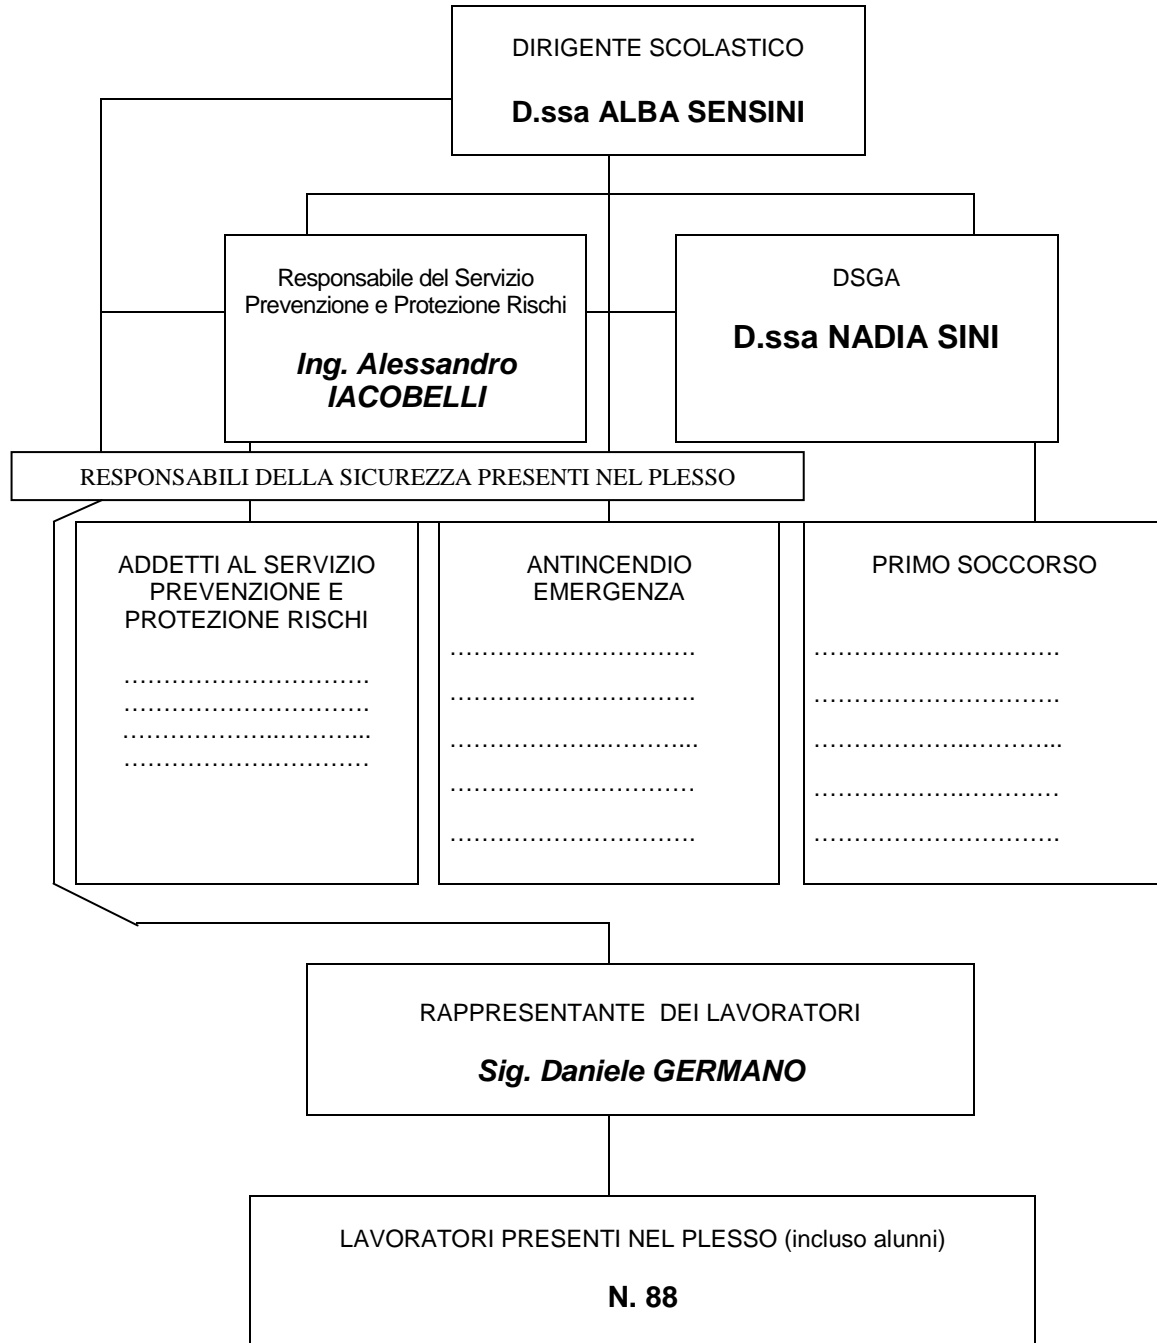 DIRIGENTE SCOLASTICO
D.ssa ALBA SENSINI
Responsabile del Servizio
Prevenzione e Protezione Rischi
Ing. Alessandro
IACOBELLI
DSGA
D.ssa NADIA SINI
RESPONSABILI DELLA SICUREZZA PRESENTI NEL PLESSO
ADDETTI AL SERVIZIO
PREVENZIONE E
PROTEZIONE RISCHI
………………………….
………………………….
………………..………...
……………….…………
ANTINCENDIO
EMERGENZA
………………………….
………………………….
………………..………...
……………….…………
………………………….
PRIMO SOCCORSO
………………………….
………………………….
………………..………...
……………….…………
………………………….
RAPPRESENTANTE  DEI LAVORATORI
Sig. Daniele GERMANO
LAVORATORI PRESENTI NEL PLESSO (incluso alunni)
N. 88